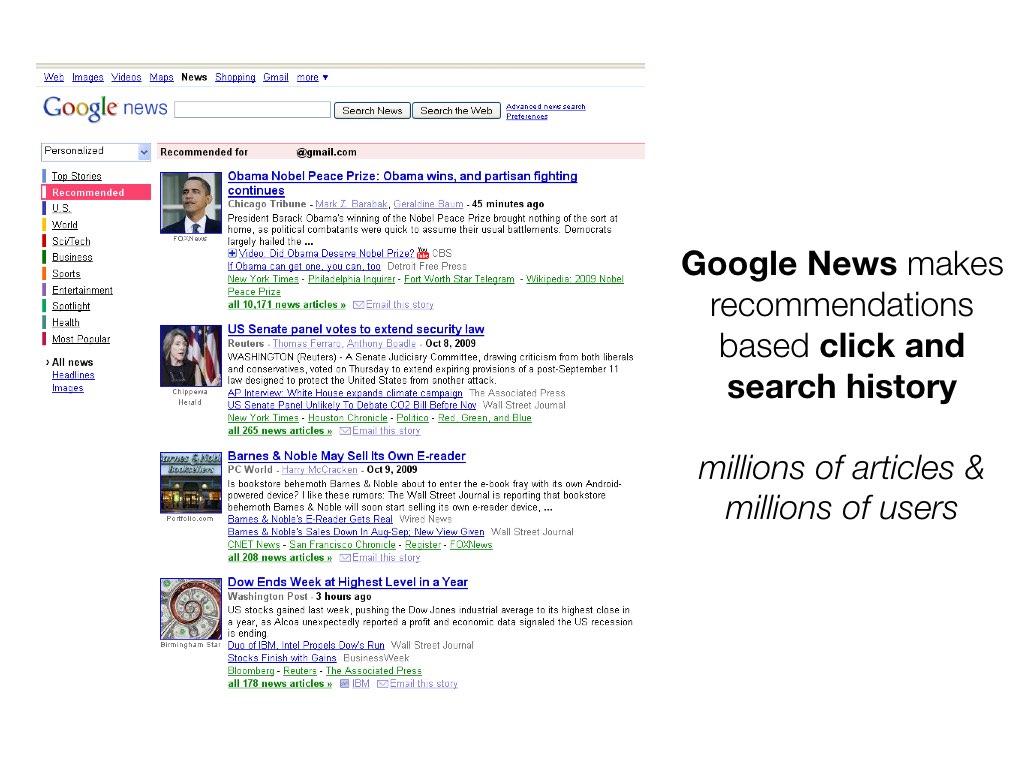 Web Images Videos Maps News Shopping Gmail more ▼
Google news Search News Search the Web Advanced news search
Preferences
Personalized
Recommended for @gmail.com
Top Stories
Recommended
U.S.
World
Sci/Tech
Business
Sports
Entertainment
Spotlight
Health
Most Popular
› All news
Headlines
Images
FOXNews
Obama Nobel Peace Prize: Obama wins, and partisan fighting
continues
Chicago Tribune - Mark Z. Barabak, Geraldine Baum - 45 minutes ago
President Barack Obama's winning of the Nobel Peace Prize brought nothing of the sort at
home, as political combatants were quick to assume their usual battlements. Democrats
largely hailed the ...
Video: Did Obama Deserve Nobel Prize? You Tube CBS
If Obama can get one, you can, too Detroit Free Press
New York Times - Philadelphia Inquirer - Fort Worth Star Telegram - Wikipedia: 2009 Nobel
Peace Prize
all 10,171 news articles » Email this story
Chippewa
Herald
US Senate panel votes to extend security law
Reuters - Thomas Ferraro, Anthony Boadle - Oct 8, 2009
WASHINGTON (Reuters) - A Senate Judiciary Committee, drawing criticism from both liberals
and conservatives, voted on Thursday to extend expiring provisions of a post-September 11
law designed to protect the United States from another attack.
AP Interview: White House expands climate campaign The Associated Press
US Senate Panel Unlikely To Debate CO2 Bill Before Nov Wall Street Journal
New York Times - Houston Chronicle - Politico - Red, Green, and Blue
all 265 news articles » Email this story
Portfolio.com
Barnes & Noble May Sell Its Own E-reader
PC World - Harry McCracken - Oct 9, 2009
Is bookstore behemoth Barnes & Noble about to enter the e-book fray with its own Android-
powered device? I like these rumors: The Wall Street Journal is reporting that bookstore
behemoth Barnes & Noble will soon start selling its own e-reader device, ...
Barnes & Noble's E-Reader Gets Real Wired News
Barnes & Noble's Sales Down In Aug-Sep; New View Given Wall Street Journal
CNET News - San Francisco Chronicle - Register - FOXNews
all 208 news articles » Email this story
Birmingham Star
Dow Ends Week at Highest Level in a Year
Washington Post - 3 hours ago
US stocks gained last week, pushing the Dow Jones industrial average to its highest close in
a year, as Alcoa unexpectedly reported a profit and economic data signaled the US recession
is ending.
Duo of IBM, Intel Propels Dow's Run Wall Street Journal
Stocks Finish with Gains BusinessWeek
Bloomberg - Reuters - The Associated Press
all 178 news articles » IBM Email this story
Google News makes
recommendations
based click and
search history
millions of articles &
millions of users